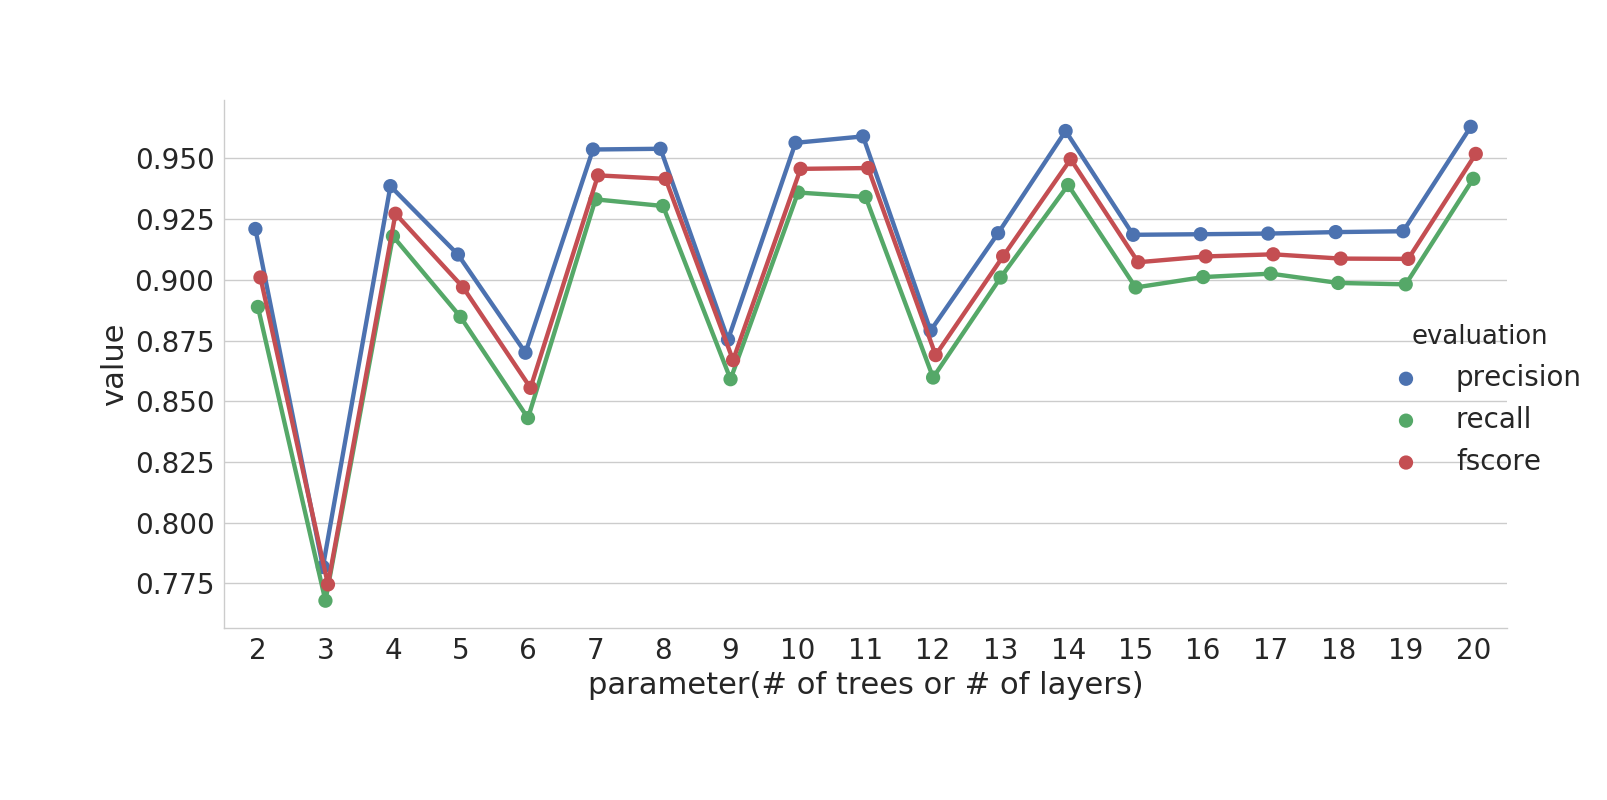 0.950
0.925
0.900
0.875
0.850
0.825
0.800
0.775
value
2 3 4 5 6 7 8 9 10 11 12 13 14 15 16 17 18 19 20
parameter(# of trees or # of layers)
evaluation
precision
recall
fscore